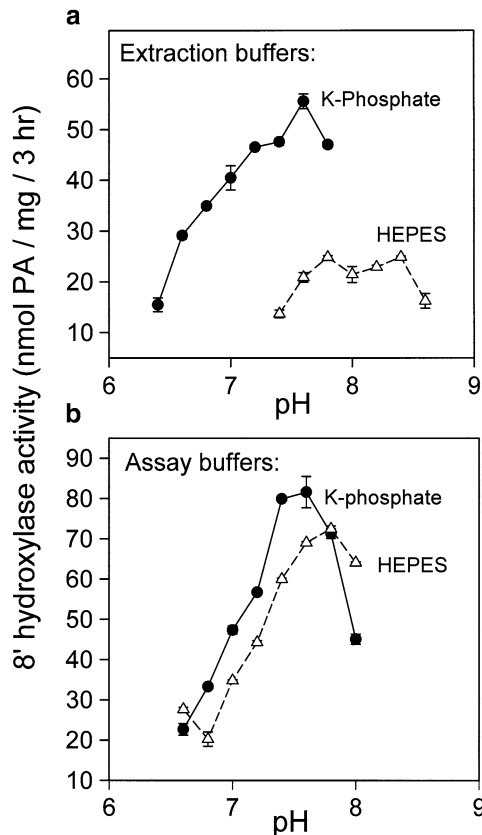 a
Extraction buffers:
60
K-Phosphate
50
40
30
HEPES
20
10
6
7
8
9
pH
8' hydroxylase activity (nmol PA / mg / 3 hr)
b
Assay buffers:
90
K-phosphate
80
70
HEPES
60
50
40
30
20
10
6
7
8
9
pH